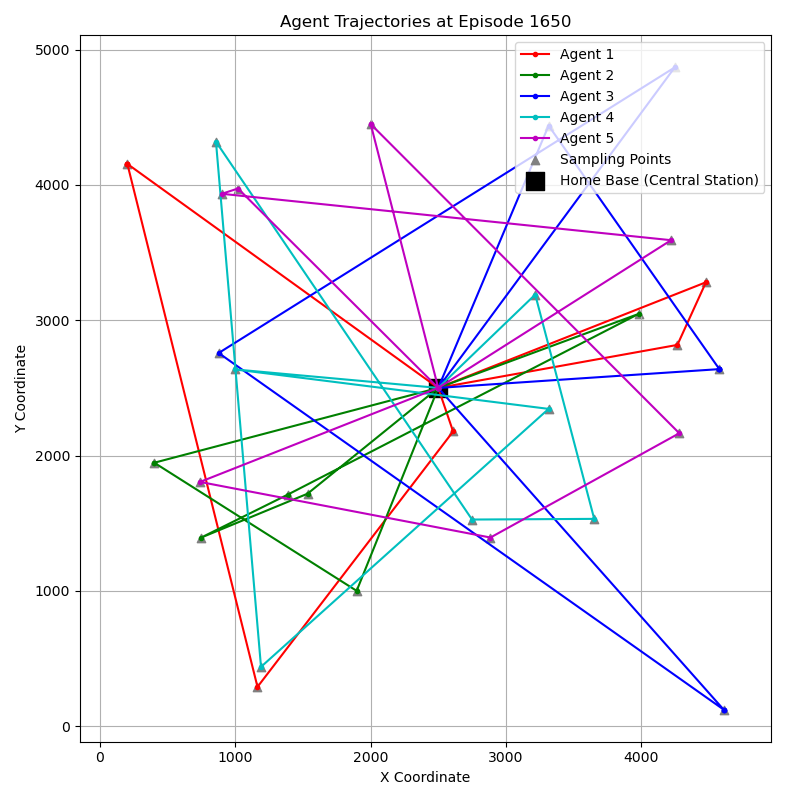 Agent Trajectories at Episode 1650
Agent 1
Agent 2
Agent 3
Agent 4
Agent 5
Sampling Points
Home Base (Central Station)
Y Coordinate
5000
4000
3000
2000
1000
0
0 1000 2000 3000 4000
X Coordinate